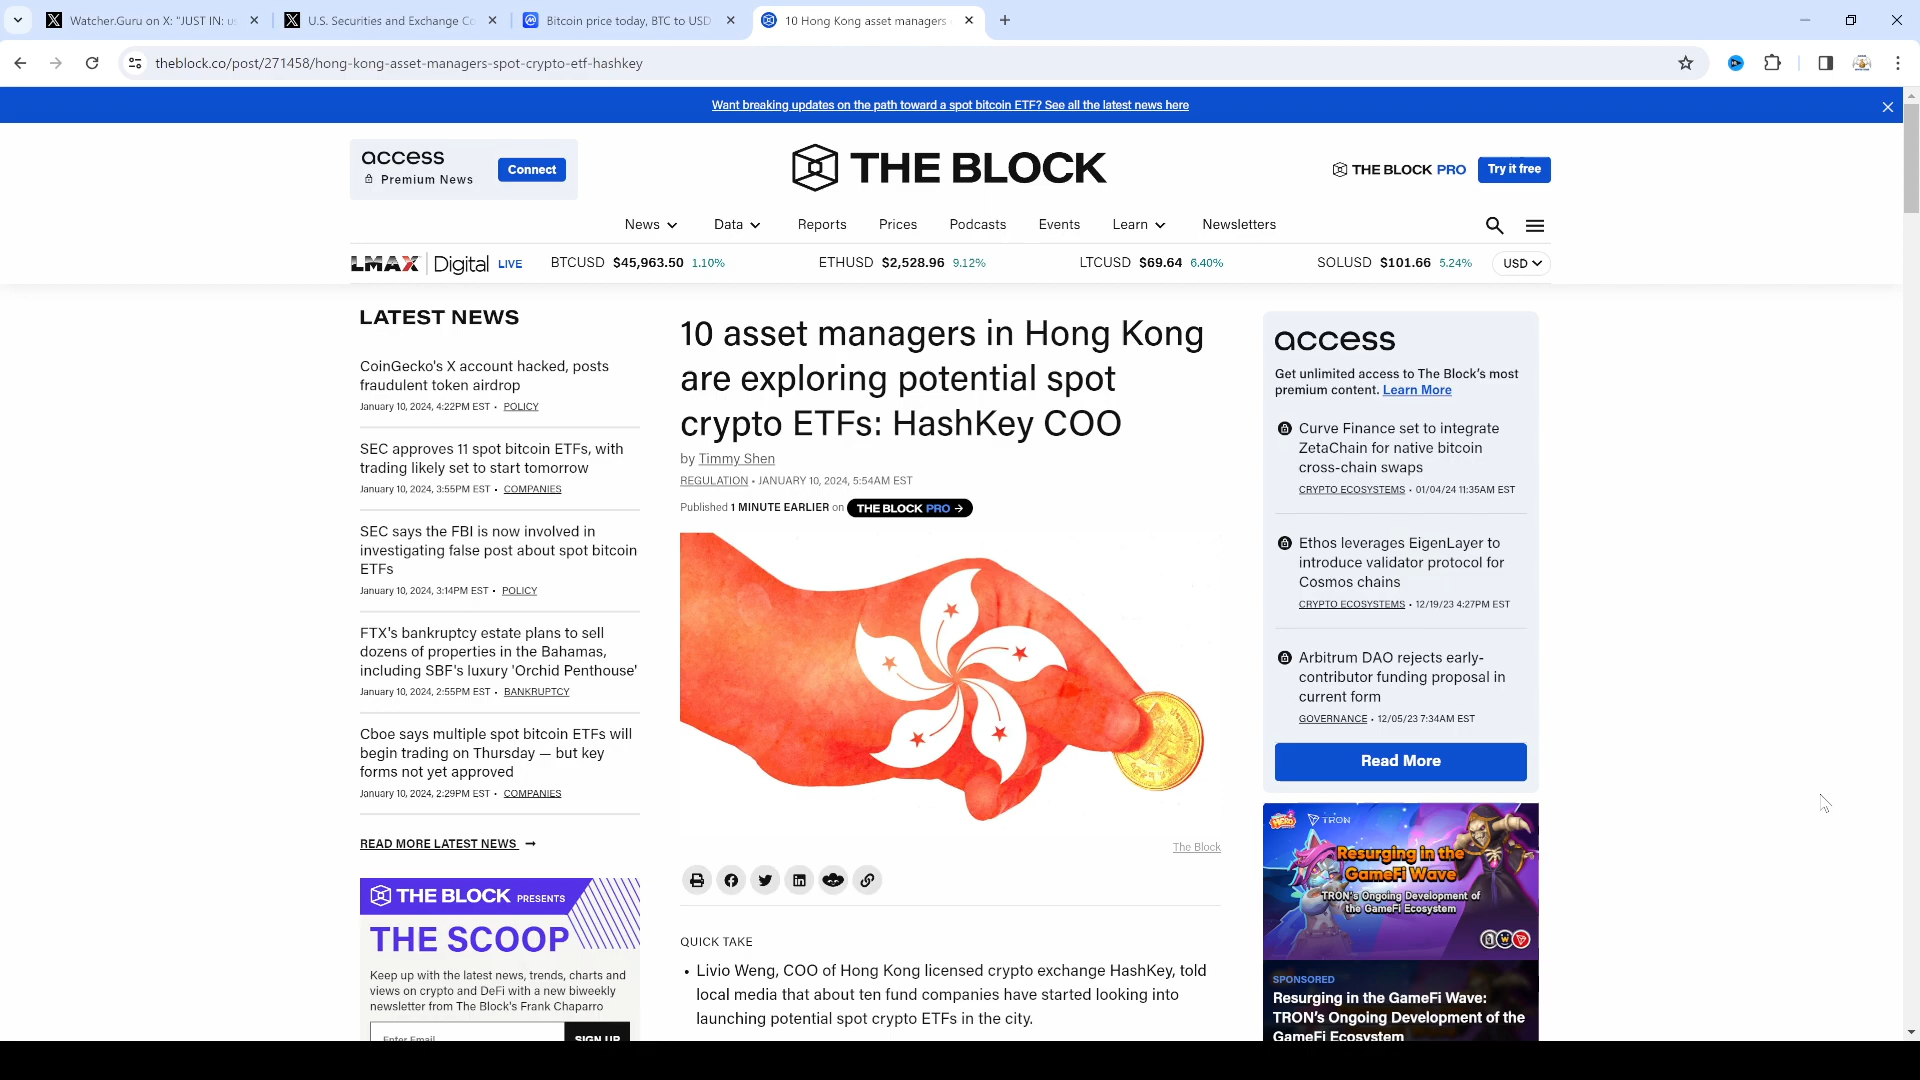 Watcher.Guru on X: "JUST IN: u
U.S. Securities and Exchange Co
Bitcoin price today, BTC to USD
10 Hong Kong asset managers
theblock.co/post/271458/hong-kong-asset-managers-spot-crypto-etf-hashkey
Want breaking updates on the path toward a spot bitcoin ETF? See all the latest news here
access
Premium News
Connect
THE BLOCK
THE BLOCK PRO
Try it free
News
Data
Reports
Prices
Podcasts
Events
Learn
Newsletters
LMAX Digital LIVE
BTCUSD $45,963.50 1.10%
ETHUSD $2,528.96 9.12%
LTCUSD $69.64 6.40%
SOLUSD $101.66 5.24%
USD
LATEST NEWS
CoinGecko's X account hacked, posts
fraudulent token airdrop
January 10, 2024, 4:22PM EST • POLICY
SEC approves 11 spot bitcoin ETFs, with
trading likely set to start tomorrow
January 10, 2024, 3:55PM EST • COMPANIES
SEC says the FBI is now involved in
investigating false post about spot bitcoin
ETFs
January 10, 2024, 3:14PM EST • POLICY
FTX's bankruptcy estate plans to sell
dozens of properties in the Bahamas,
including SBF's luxury 'Orchid Penthouse'
January 10, 2024, 2:55PM EST • BANKRUPTCY
Cboe says multiple spot bitcoin ETFs will
begin trading on Thursday — but key
forms not yet approved
January 10, 2024, 2:29PM EST • COMPANIES
READ MORE LATEST NEWS →
THE BLOCK PRESENTS
THE SCOOP
Keep up with the latest news, trends, charts and
views on crypto and DeFi with a new biweekly
newsletter from The Block's Frank Chaparro
Enter Email
SIGN UP
10 asset managers in Hong Kong
are exploring potential spot
crypto ETFs: HashKey COO
by Timmy Shen
REGULATION • JANUARY 10, 2024, 5:54AM EST
Published 1 MINUTE EARLIER on THE BLOCK PRO →
The Block
QUICK TAKE
• Livio Weng, COO of Hong Kong licensed crypto exchange HashKey, told
local media that about ten fund companies have started looking into
launching potential spot crypto ETFs in the city.
access
Get unlimited access to The Block's most
premium content. Learn More
Curve Finance set to integrate
ZetaChain for native bitcoin
cross-chain swaps
CRYPTO ECOSYSTEMS • 01/04/24 11:35AM EST
Ethos leverages EigenLayer to
introduce validator protocol for
Cosmos chains
CRYPTO ECOSYSTEMS • 12/19/23 4:27PM EST
Arbitrum DAO rejects early-
contributor funding proposal in
current form
GOVERNANCE • 12/05/23 7:34AM EST
Read More
HERO
TRON
Resurging in the
GameFi Wave
TRON's Ongoing Development of
the GameFi Ecosystem
SPONSORED
Resurging in the GameFi Wave:
TRON's Ongoing Development of the
GameFi Ecosystem